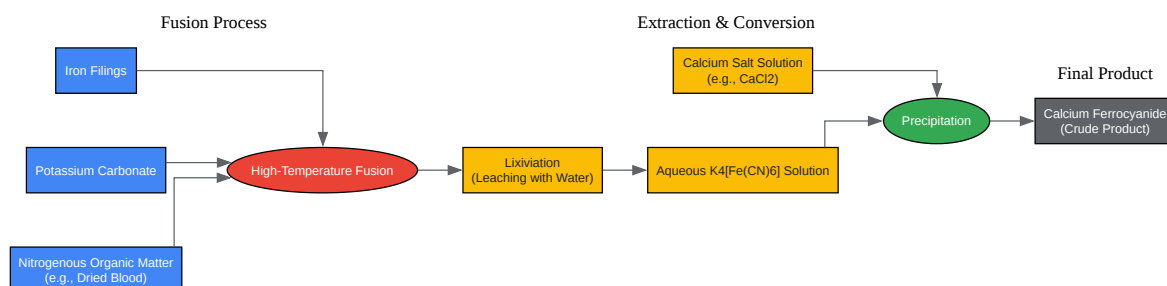 Fusion Process
Extraction & Conversion
Iron Filings
Calcium Salt Solution
(e.g., CaCl2)
Final Product
Precipitation
Calcium Ferrocyanide
(Crude Product)
Potassium Carbonate
High-Temperature Fusion
Lixiviation
(Leaching with Water)
Aqueous K4[Fe(CN)6] Solution
Nitrogenous Organic Matter
(e.g., Dried Blood)